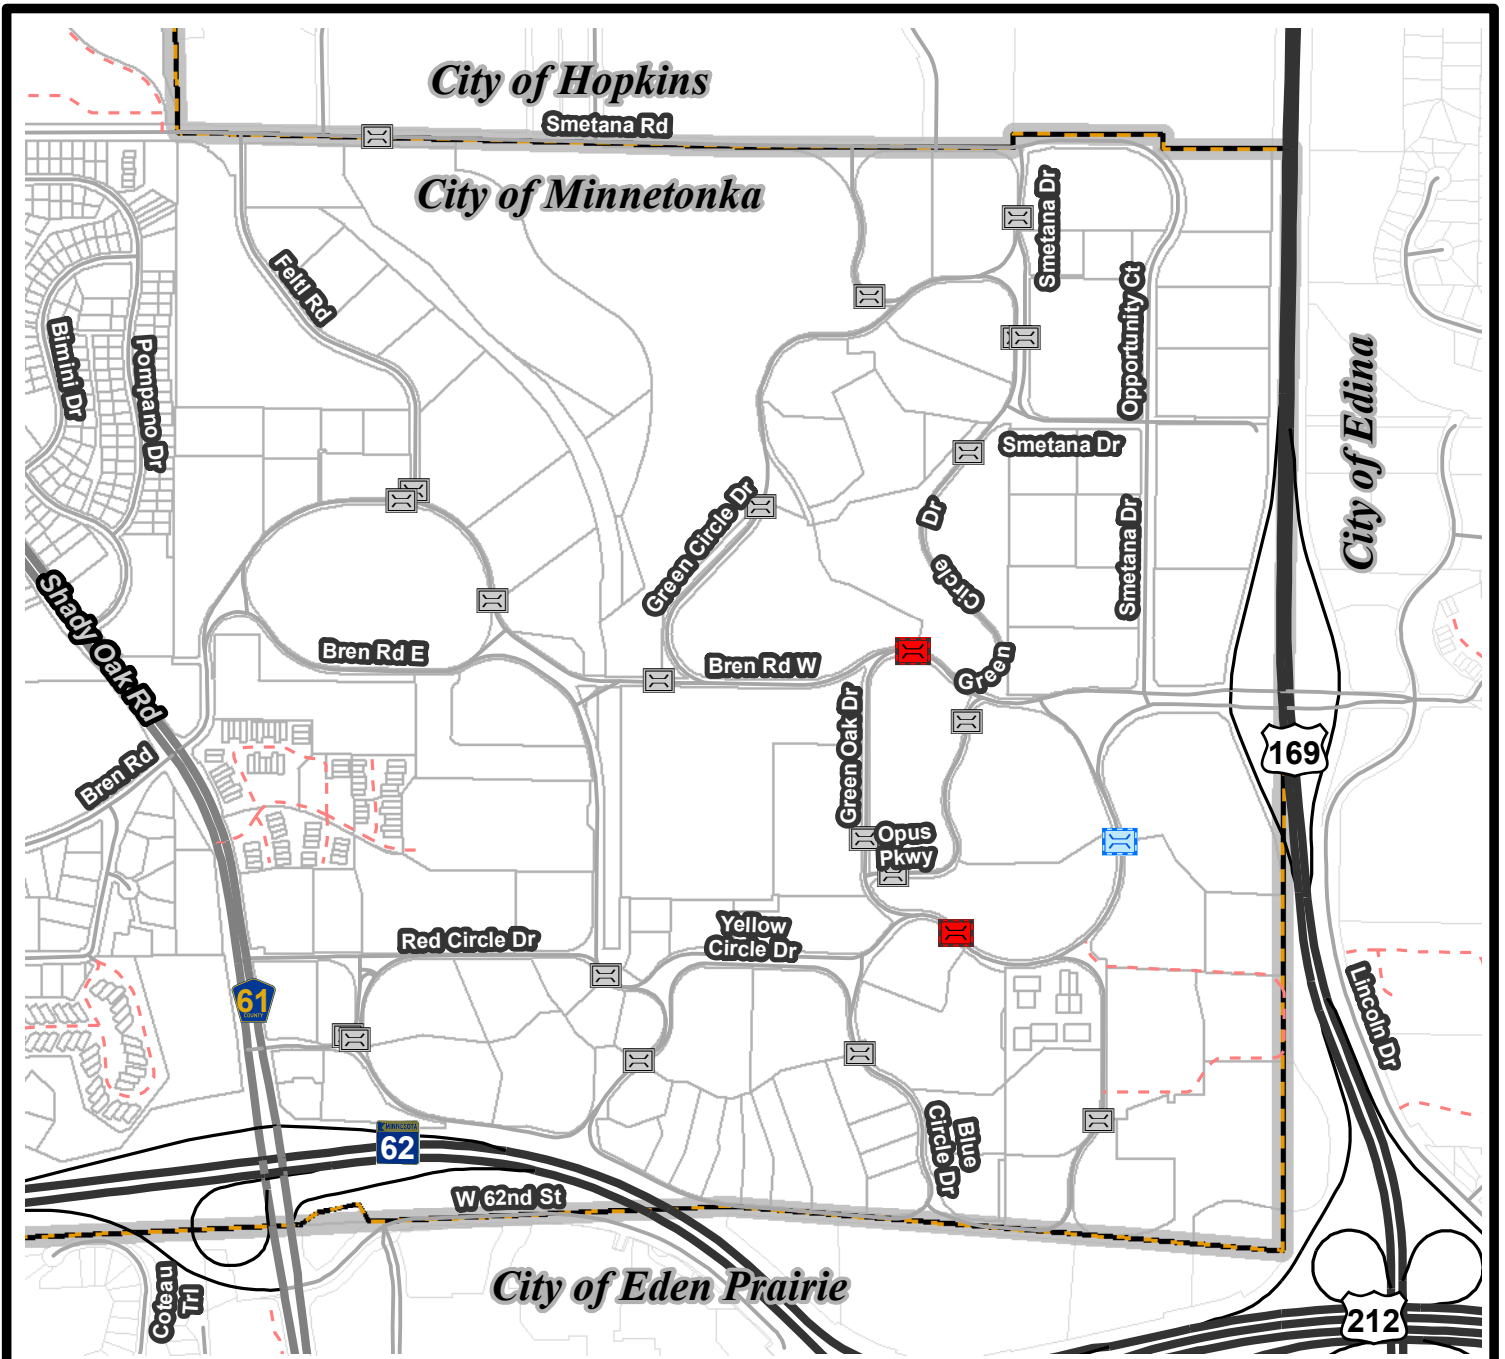 City of Hopkins
Smetana Rd
City of Minnetonka
Smetana Dr
Feltl Rd
Opportunity Ct
Bimini Dr
Pompano Dr
City of Edina
Smetana Dr
Green Circle Dr
Dr
Circle
Green
Smetana Dr
Shady Oak Rd
Bren Rd E
Bren Rd W
Green Oak Dr
169
Bren Rd
Opus
Pkwy
Yellow
Circle Dr
Red Circle Dr
61
COUNTY
Lincoln Dr
MINNESOTA
62
Blue
Circle Dr
W 62nd St
City of Eden Prairie
Coteau
Trl
212